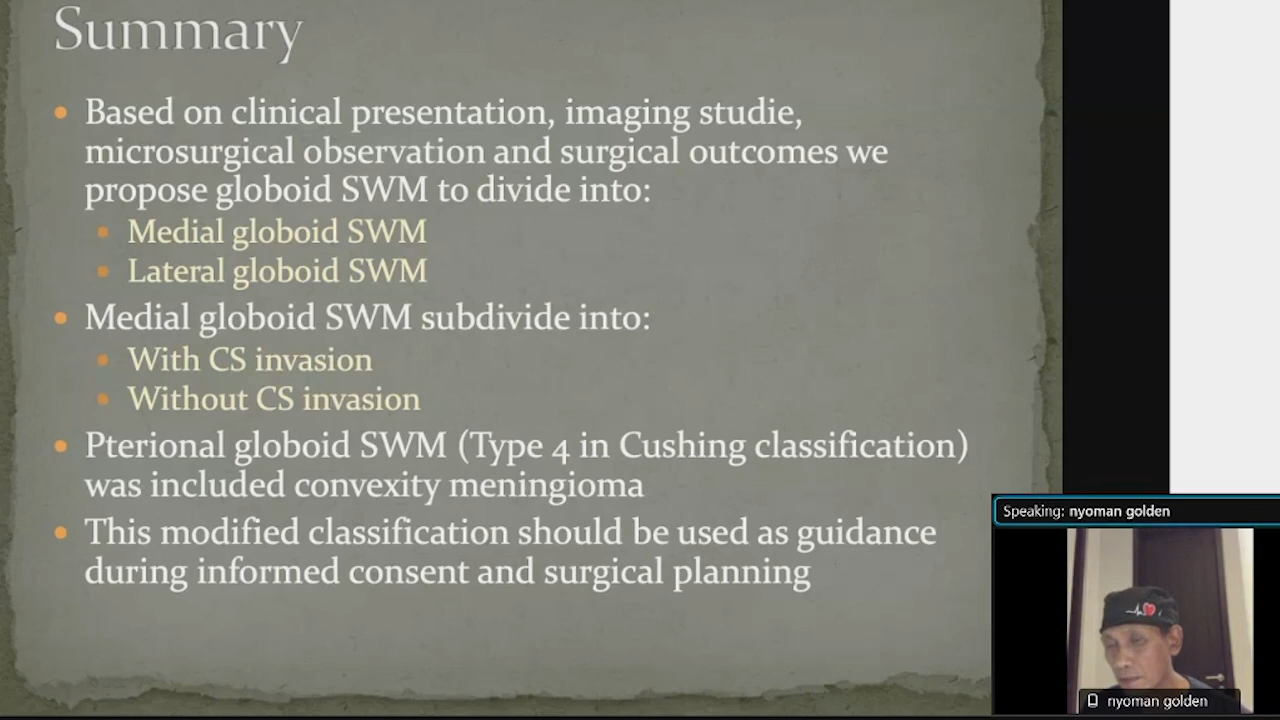 Summary
Based on clinical presentation, imaging studie,
microsurgical observation and surgical outcomes we
propose globoid SWM to divide into:
Medial globoid SWM
Lateral globoid SWM
Medial globoid SWM subdivide into:
With CS invasion
Without CS invasion
Pterional globoid SWM (Type 4 in Cushing classification)
was included convexity meningioma
This modified classification should be used as guidance
during informed consent and surgical planning
Speaking: nyoman golden
nyoman golden